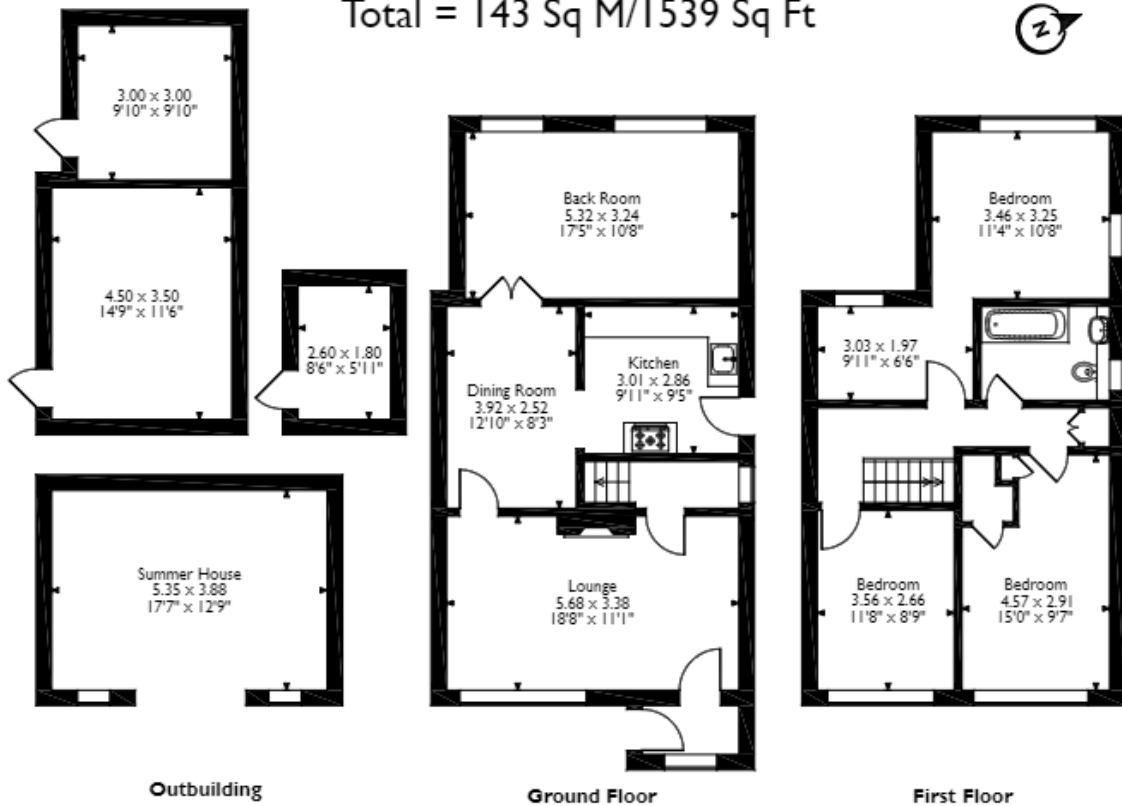 Total = 143 Sq M/1539 Sq Ft
N
3.00 x 3.00
9'10" x 9'10"
4.50 x 3.50
14'9" x 11'6"
2.60 x 1.80
8'6" x 5'11"
Summer House
5.35 x 3.88
17'7" x 12'9"
Outbuilding
Back Room
5.32 x 3.24
17'5" x 10'8"
Kitchen
3.01 x 2.86
9'11" x 9'5"
Dining Room
3.92 x 2.52
12'10" x 8'3"
Lounge
5.68 x 3.38
18'8" x 11'1"
Ground Floor
Bedroom
3.46 x 3.25
11'4" x 10'8"
3.03 x 1.97
9'11" x 6'6"
Bedroom
3.56 x 2.66
11'8" x 8'9"
Bedroom
4.57 x 2.91
15'0" x 9'7"
First Floor